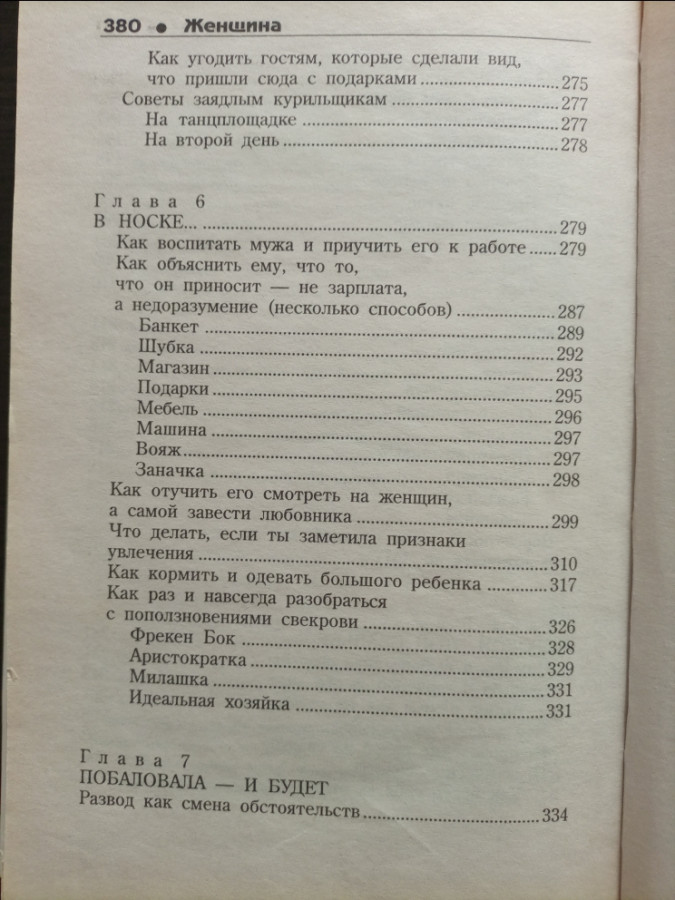 380 • Женщина
Как угодить гостям, которые сделали вид,
что пришли сюда с подарками 275
Советы заядлым курильщикам 277
На танцплощадке 277
На второй день 278
Глава 6
В НОСКЕ... 279
Как воспитать мужа и приучить его к работе 279
Как объяснить ему, что то,
что он приносит — не зарплата,
а недоразумение (несколько способов) 287
Банкет 289
Шубка 292
Магазин 293
Подарки 295
Мебель 296
Машина 297
Вояж 297
Заначка 298
Как отучить его смотреть на женщин,
а самой завести любовника 299
Что делать, если ты заметила признаки
увлечения 310
Как кормить и одевать большого ребенка 317
Как раз и навсегда разобраться
с поползновениями свекрови 326
Фрекен Бок 328
Аристократка 329
Милашка 331
Идеальная хозяйка 331
Глава 7
ПОБАЛОВАЛА — И БУДЕТ
Развод как смена обстоятельств 334